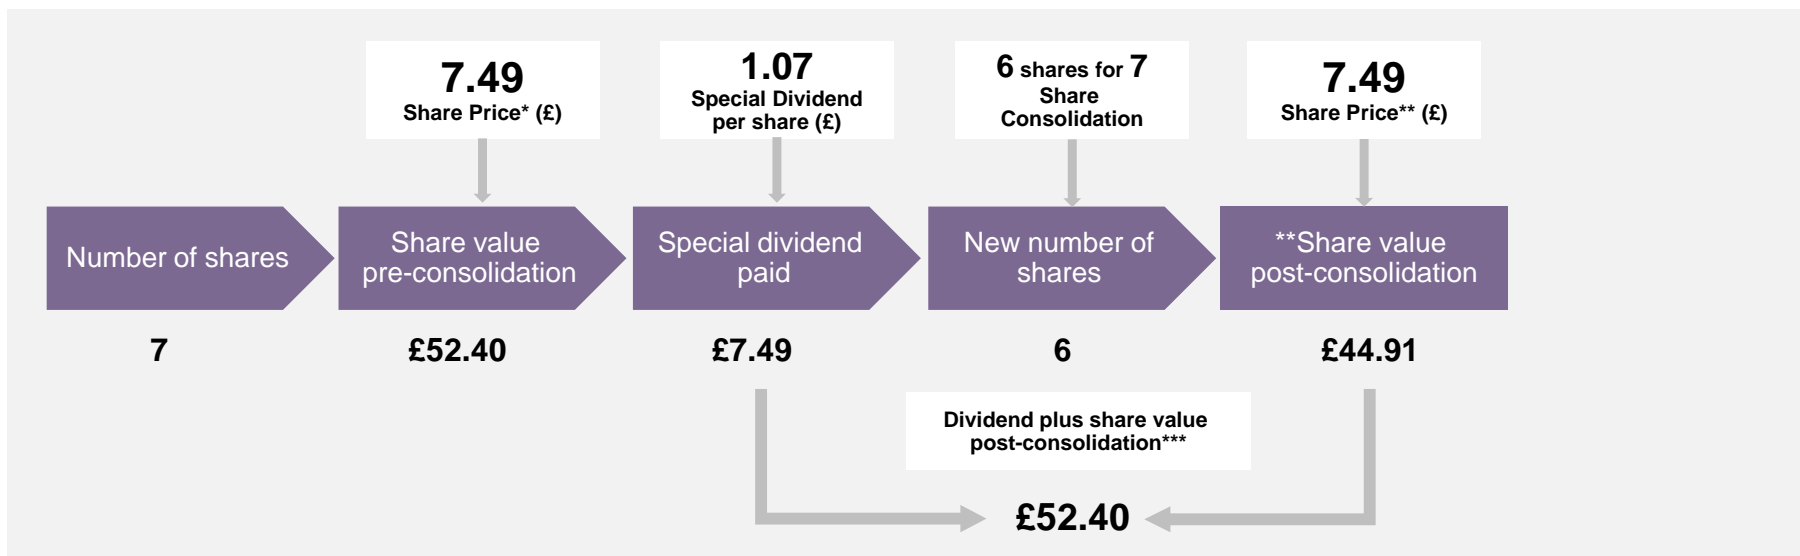 7.49
Share Price* (£)
1.07
Special Dividend
per share (£)
6 shares for 7
Share
Consolidation
7.49
Share Price** (£)
Number of shares
Share value
pre-consolidation
Special dividend
paid
New number of
shares
**Share value
post-consolidation
7
£52.40
£7.49
6
£44.91
Dividend plus share value
post-consolidation***
£52.40